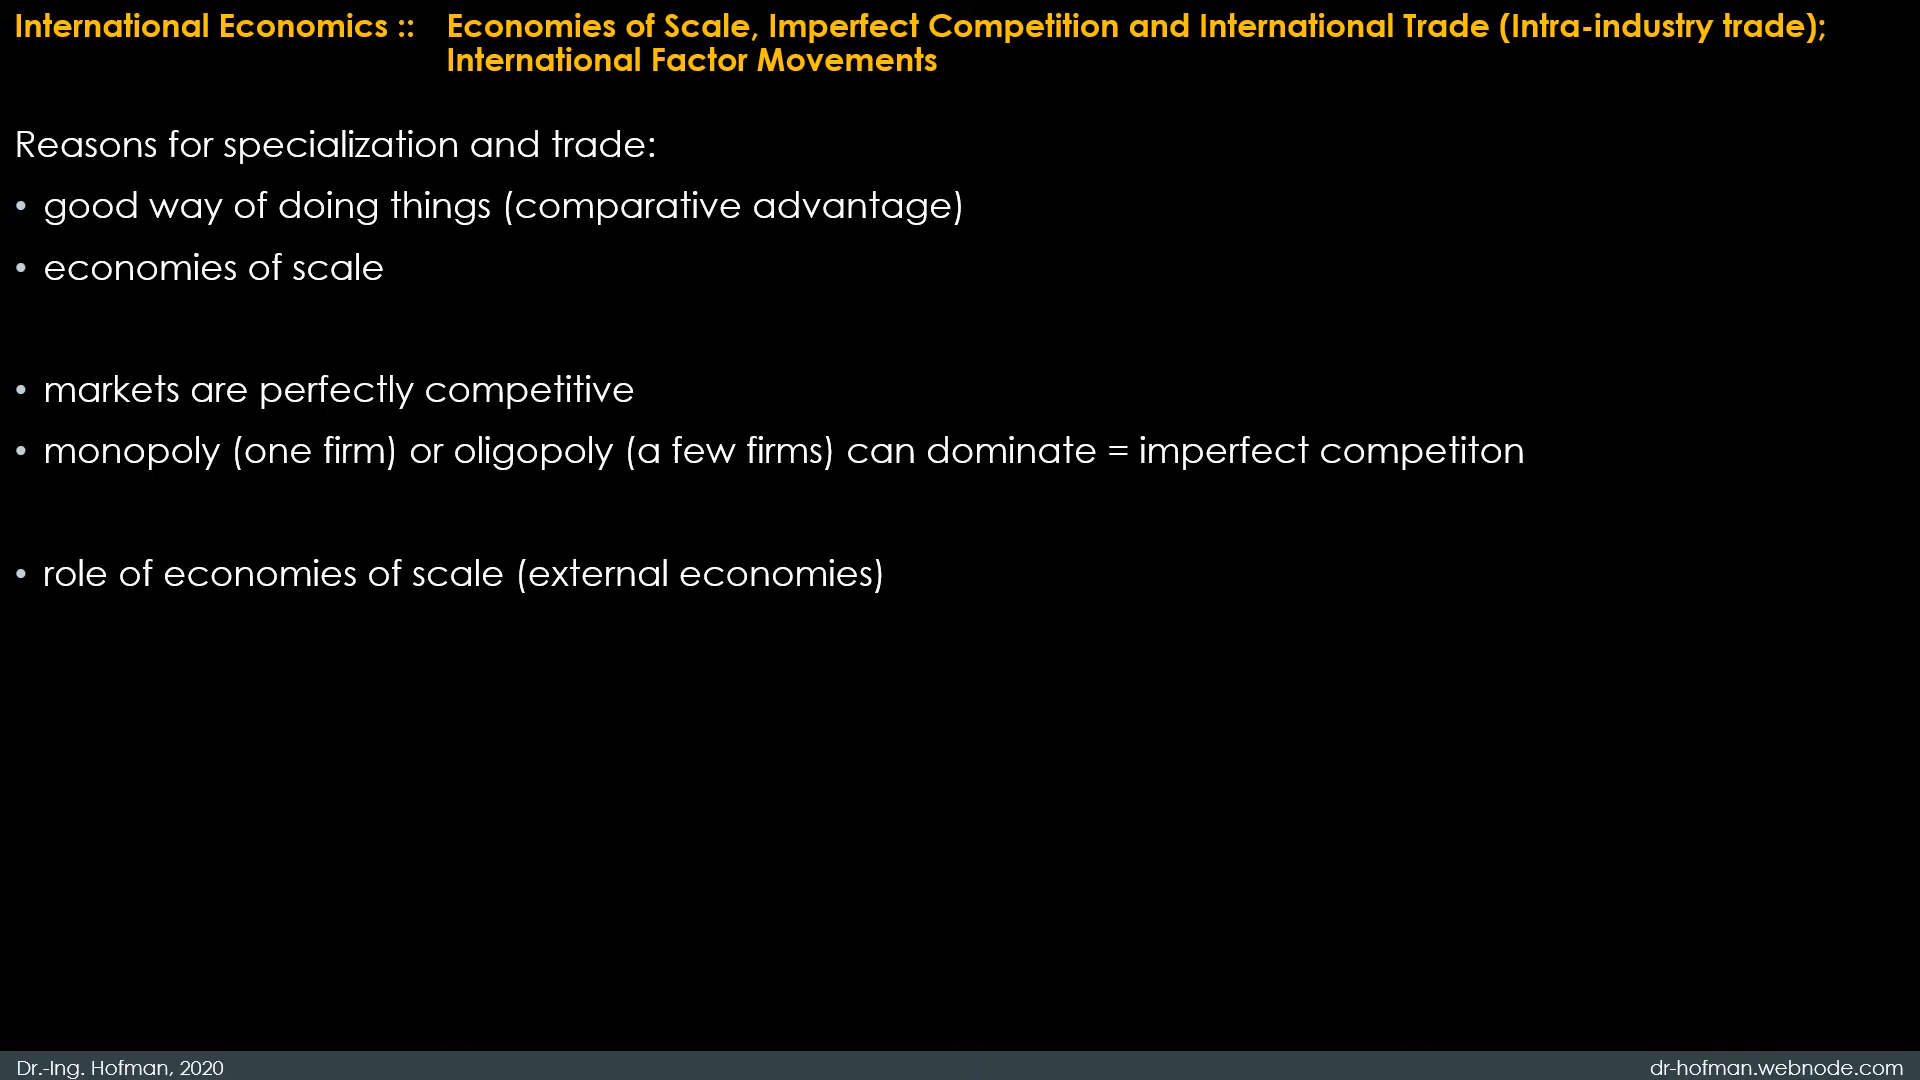 International Economics :: Economies of Scale, Imperfect Competition and International Trade (Intra-industry trade);
International Factor Movements
Reasons for specialization and trade:
• good way of doing things (comparative advantage)
• economies of scale
• markets are perfectly competitive
• monopoly (one firm) or oligopoly (a few firms) can dominate = imperfect competiton
• role of economies of scale (external economies)
Dr.-Ing. Hofman, 2020
dr-hofman.webnode.com